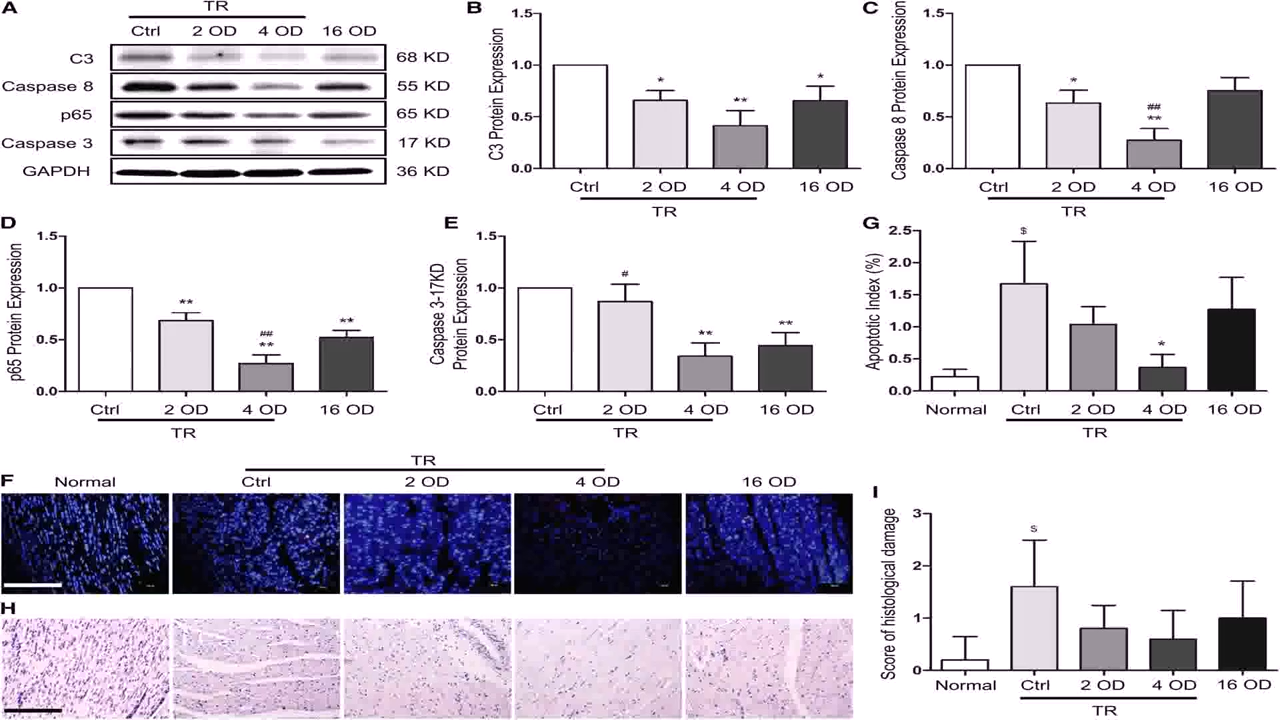 A
TR
Ctrl 2 OD 4 OD 16 OD
C3 68 KD
Caspase 8 55 KD
p65 65 KD
Caspase 3 17 KD
GAPDH 36 KD
B
C3 Protein Expression
1.5
1.0
0.5
0.0
*
**
*
Ctrl 2 OD 4 OD 16 OD
TR
C
Caspase 8 Protein Expression
1.5
1.0
0.5
0.0
*
##
**
Ctrl 2 OD 4 OD 16 OD
TR
D
p65 Protein Expression
1.5
1.0
0.5
0.0
**
##
**
**
Ctrl 2 OD 4 OD 16 OD
TR
E
Caspase 3-17KD
Protein Expression
1.5
1.0
0.5
0.0
#
**
**
Ctrl 2 OD 4 OD 16 OD
TR
G
Apoptotic Index (%)
2.5
2.0
1.5
1.0
0.5
0.0
$
*
Normal Ctrl 2 OD 4 OD 16 OD
TR
F
TR
Normal Ctrl 2 OD 4 OD 16 OD
H
I
Score of histological damage
3
2
1
0
$
Normal Ctrl 2 OD 4 OD 16 OD
TR